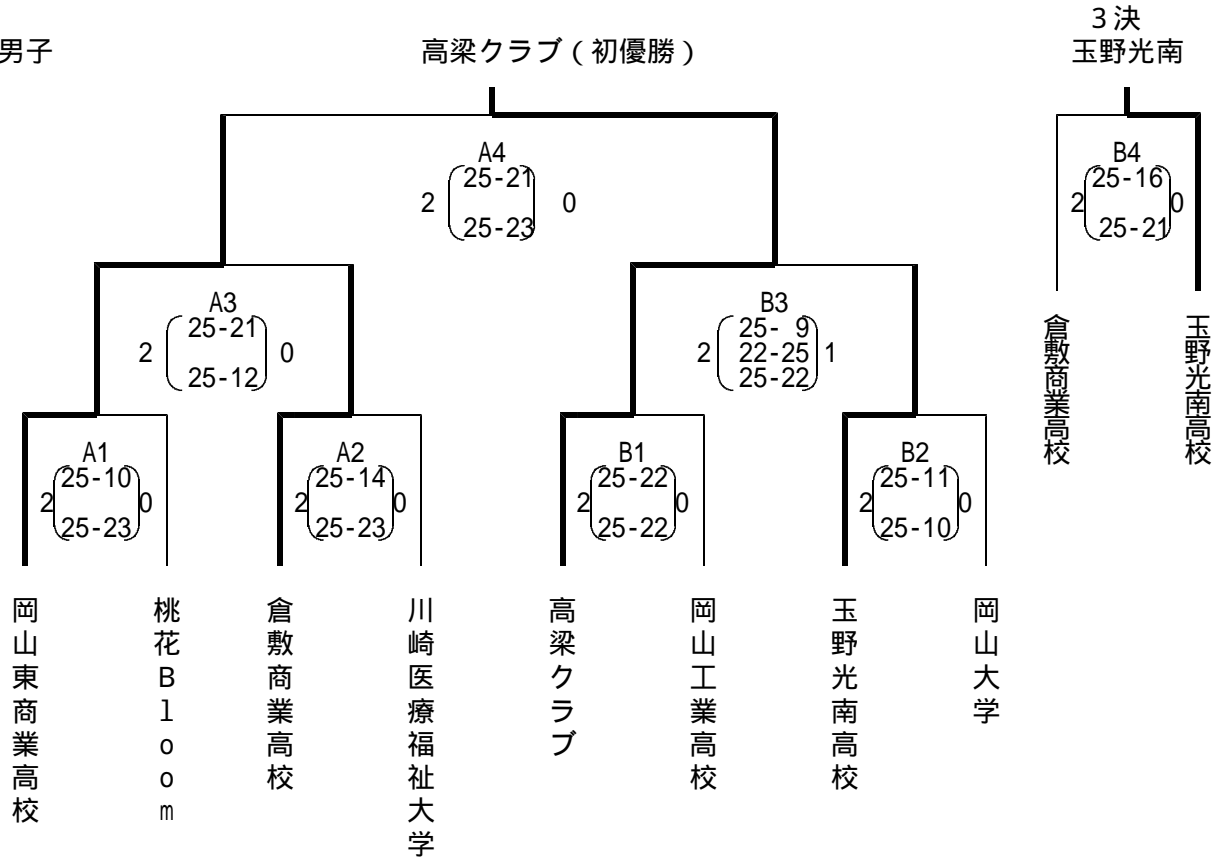 3決
男子
高梁クラブ(初優勝)
玉野光南
A4
25-21
2 0
25-23
B4
25-16
2 0
25-21
A3
25-21
2 0
25-12
B3
25- 9
2 22-25 1
25-22
倉敷商業高校
玉野光南高校
A1
25-10
2 0
25-23
A2
25-14
2 0
25-23
B1
25-22
2 0
25-22
B2
25-11
2 0
25-10
岡山東商業高校
桃花Bloom
倉敷商業高校
川崎医療福祉大学
高梁クラブ
岡山工業高校
玉野光南高校
岡山大学